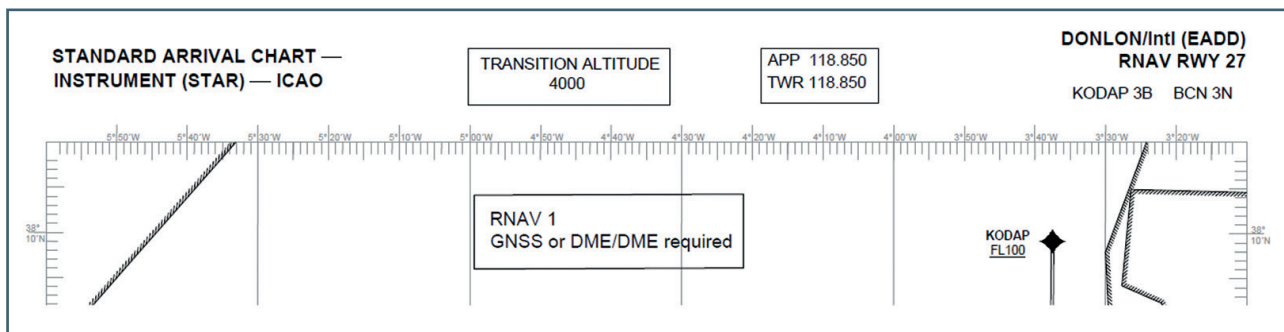 STANDARD ARRIVAL CHART —
INSTRUMENT (STAR) — ICAO
TRANSITION ALTITUDE
4000
APP 118.850
TWR 118.850
DONLON/Intl (EADD)
RNAV RWY 27
KODAP 3B BCN 3N
5°50'W 5°40'W 5°30'W 5°20'W 5°10'W 5°00'W 4°50'W 4°40'W 4°30'W 4°20'W 4°10'W 4°00'W 3°50'W 3°40'W 3°30'W 3°20'W
RNAV 1
GNSS or DME/DME required
38°
10'N
KODAP
FL100
38°
10'N